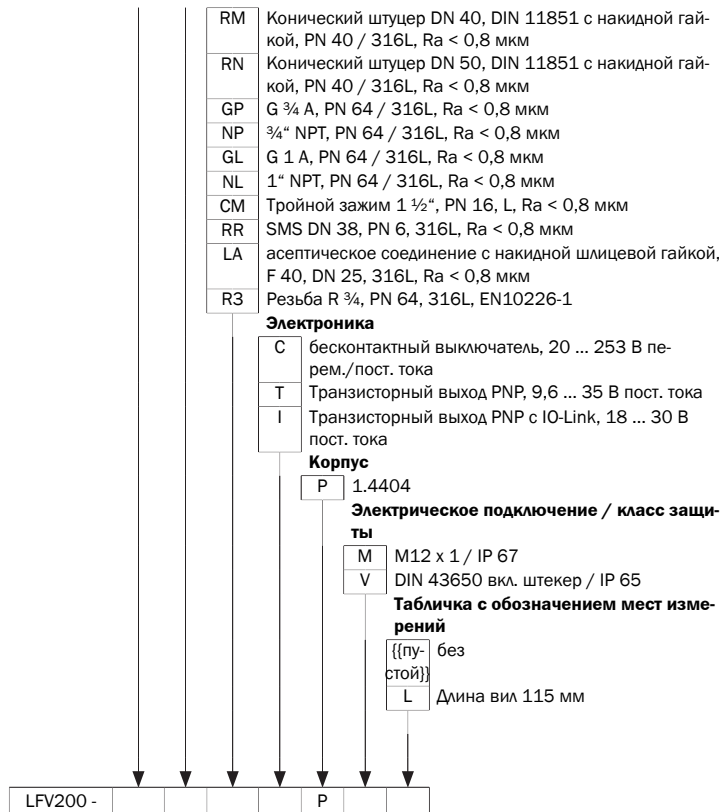 RM Конический штуцер DN 40, DIN 11851 с накидной гай-
кой, PN 40 / 316L, Ra < 0,8 мкм
RN Конический штуцер DN 50, DIN 11851 с накидной гай-
кой, PN 40 / 316L, Ra < 0,8 мкм
GP G ¾ A, PN 64 / 316L, Ra < 0,8 мкм
NP ¾“ NPT, PN 64 / 316L, Ra < 0,8 мкм
GL G 1 A, PN 64 / 316L, Ra < 0,8 мкм
NL 1“ NPT, PN 64 / 316L, Ra < 0,8 мкм
CM Тройной зажим 1 ½“, PN 16, L, Ra < 0,8 мкм
RR SMS DN 38, PN 6, 316L, Ra < 0,8 мкм
LA асептическое соединение с накидной шлицевой гайкой,
F 40, DN 25, 316L, Ra < 0,8 мкм
R3 Резьба R ¾, PN 64, 316L, EN10226-1
Электроника
C бесконтактный выключатель, 20 ... 253 В пе-
рем./пост. тока
T Транзисторный выход PNP, 9,6 ... 35 В пост. тока
I Транзисторный выход PNP с IO-Link, 18 ... 30 В
пост. тока
Корпус
P 1.4404
Электрическое подключение / класс защи-
ты
M M12 x 1 / IP 67
V DIN 43650 вкл. штекер / IP 65
Табличка с обозначением мест изме-
рений
{{пу- без
стой}}
L Длина вил 115 мм
LFV200 - P